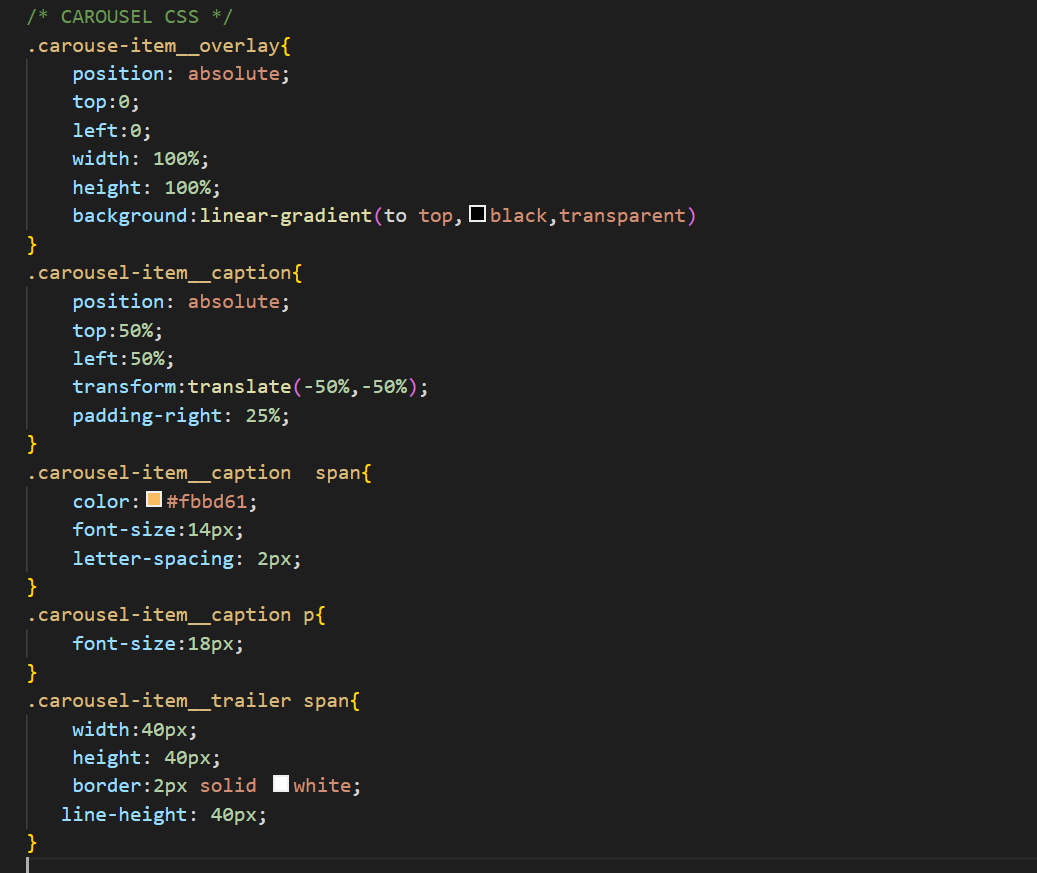 /* CAROUSEL CSS */
.carouse-item__overlay{
    position: absolute;
    top:0;
    left:0;
    width: 100%;
    height: 100%;
    background:linear-gradient(to top,black,transparent)
}
.carousel-item__caption{
    position: absolute;
    top:50%;
    left:50%;
    transform:translate(-50%,-50%);
    padding-right: 25%;
}
.carousel-item__caption  span{
    color:#fbbd61;
    font-size:14px;
    letter-spacing: 2px;
}
.carousel-item__caption p{
    font-size:18px;
}
.carousel-item__trailer span{
    width:40px;
    height: 40px;
    border:2px solid white;
   line-height: 40px;
}